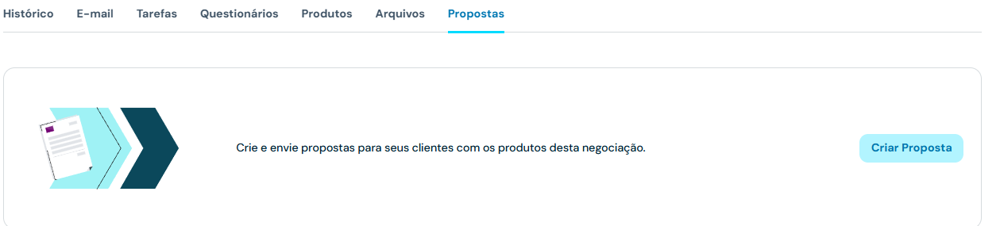 Histórico E-mail Tarefas Questionários Produtos Arquivos Propostas
Crie e envie propostas para seus clientes com os produtos desta negociação.
Criar Proposta